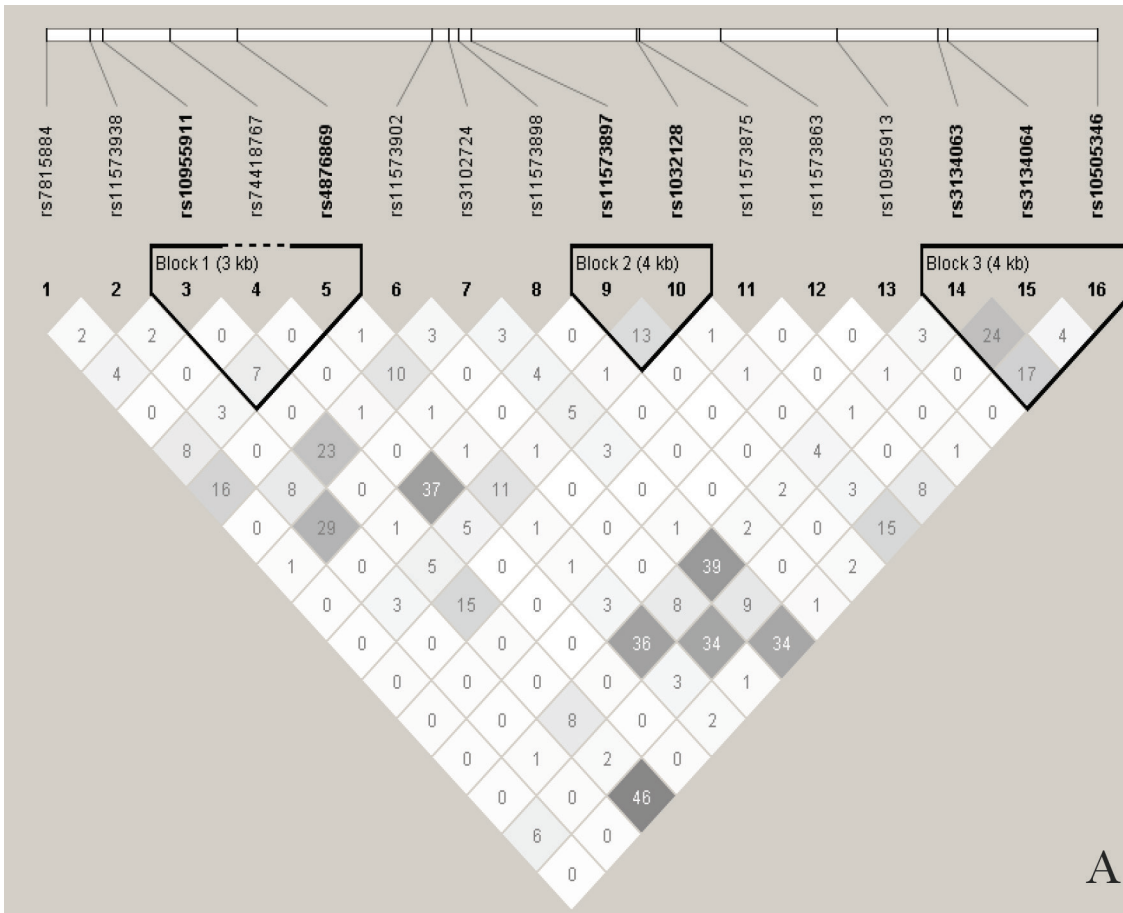 rs7815884
rs11573938
rs10955911
rs74418767
rs4876869
rs11573902
rs3102724
rs11573898
rs11573897
rs1032128
rs11573875
rs11573863
rs10955913
rs3134063
rs3134064
rs10505346
Block 1 (3 kb) Block 2 (4 kb) Block 3 (4 kb)
1 2 3 4 5 6 7 8 9 10 11 12 13 14 15 16
2 2 0 0 1 3 3 0 13 1 0 0 3 24 4
4 0 7 0 10 0 4 1 0 1 0 1 0 17
0 3 0 1 1 0 5 0 0 0 1 0 0
8 0 23 0 1 1 3 0 0 4 0 1
16 8 0 37 11 0 0 0 2 3 8
0 29 1 5 1 0 1 2 0 15
1 0 5 0 1 0 39 0 2
0 3 15 0 3 8 9 1
0 0 0 0 36 34 34
0 0 0 0 3 1
0 0 8 0 2
0 1 2 0
0 0 46
6 0
0
A